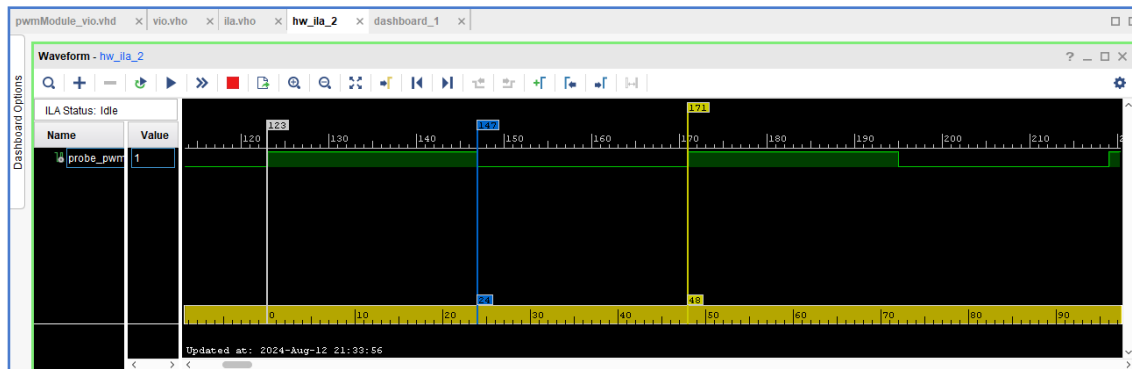 pwmModule_vio.vhd × vio.vho × ila.vho × hw_ila_2 × dashboard_1 ×
Dashboard Options
Waveform - hw_ila_2
ILA Status: Idle
Name Value
probe_pwm 1
123 147 171
120 130 140 150 160 170 180 190 200 210
24 48
0 10 20 30 40 50 60 70 80 90
Updated at: 2024-Aug-12 21:33:56